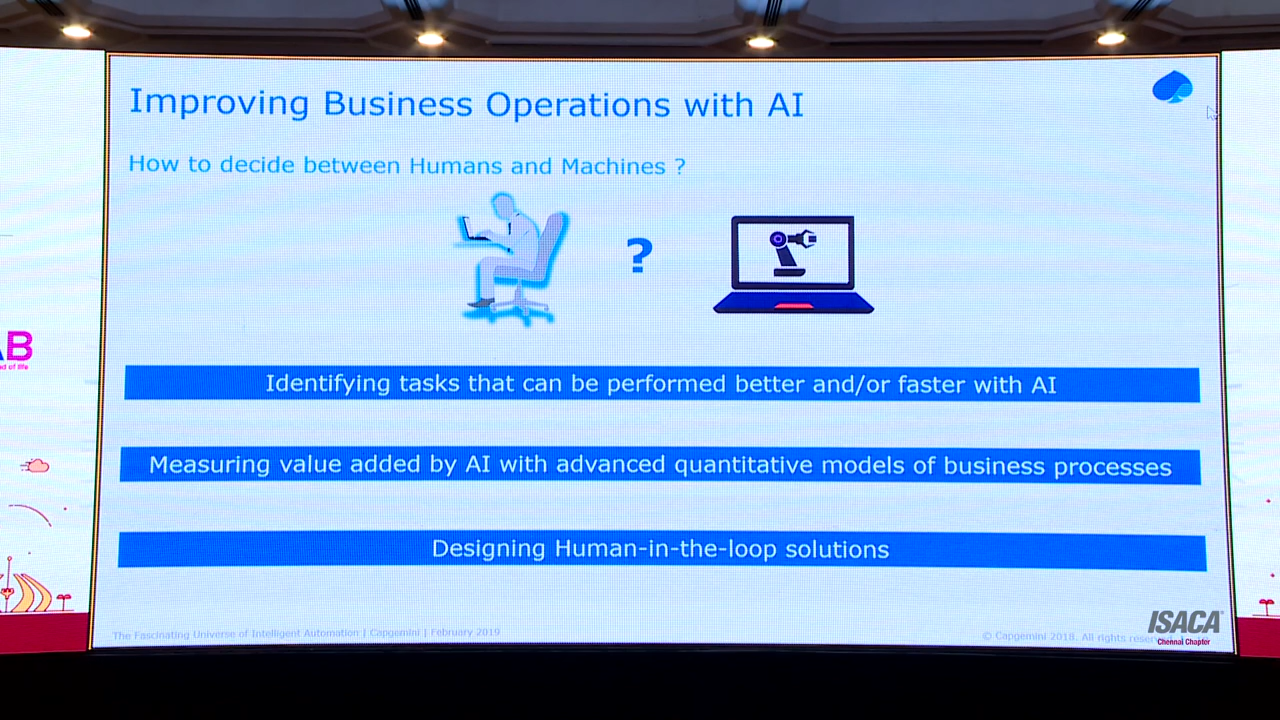 Improving Business Operations with AI
How to decide between Humans and Machines ?
?
Identifying tasks that can be performed better and/or faster with AI
Measuring value added by AI with advanced quantitative models of business processes
Designing Human-in-the-loop solutions
The Fascinating Universe of Intelligent Automation | Capgemini | February 2019
© Capgemini 2018. All rights
ISACA
Chennai Chapter
AB
of life